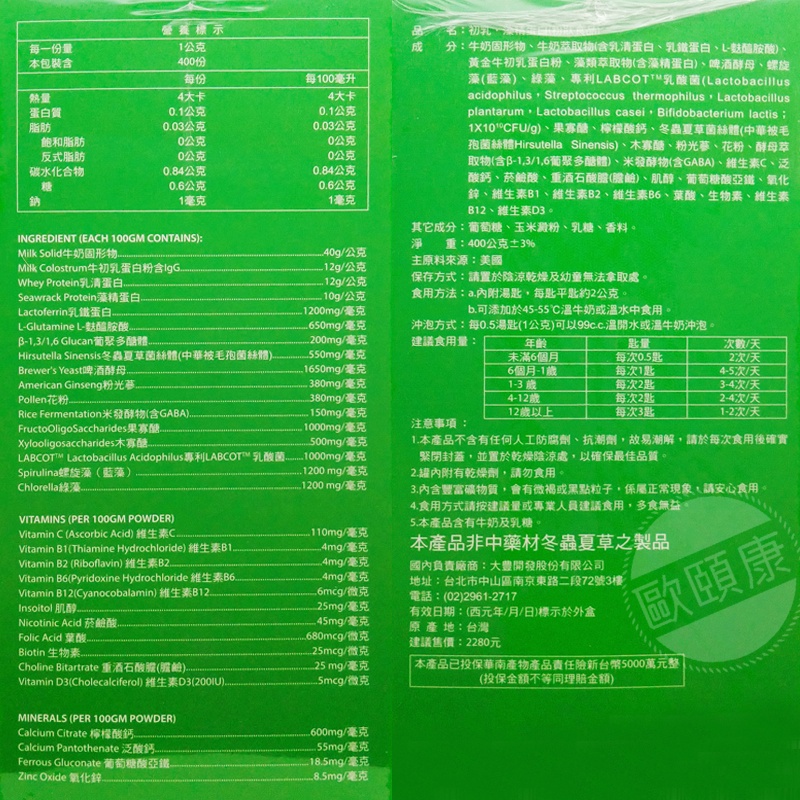 營養標示
每一份量 1公克
本包裝含 400份
每份 每100毫升
熱量 4大卡 4大卡
蛋白質 0.1公克 0.1公克
脂肪 0.03公克 0.03公克
飽和脂肪 0公克 0公克
反式脂肪 0公克 0公克
碳水化合物 0.84公克 0.84公克
糖 0.6公克 0.6公克
鈉 1毫克 1毫克
INGREDIENT (EACH 100GM CONTAINS):
Milk Solid牛奶固形物 40g/公克
Milk Colostrum牛初乳蛋白粉含IgG 12g/公克
Whey Protein乳清蛋白 12g/公克
Seawrack Protein藻精蛋白 10g/公克
Lactoferrin乳鐵蛋白 1200mg/毫克
L-Glutamine L-麩醯胺酸 650mg/毫克
β-1,3/1,6 Glucan葡聚多醣體 200mg/毫克
Hirsutella Sinensis冬蟲夏草菌絲體(中華被毛孢菌絲體) 550mg/毫克
Brewer's Yeast啤酒酵母 1650mg/毫克
American Ginseng粉光蔘 380mg/毫克
Pollen花粉 380mg/毫克
Rice Fermentation米發酵物(含GABA) 150mg/毫克
FructoOligoSaccharides果寡醣 1000mg/毫克
Xylooligosaccharides木寡醣 500mg/毫克
LABCOT™ Lactobacillus Acidophilus專利LABCOT™ 乳酸菌 1000mg/毫克
Spirulina螺旋藻（藍藻） 1200 mg/毫克
Chlorella綠藻 1200 mg/毫克
VITAMINS (PER 100GM POWDER)
Vitamin C (Ascorbic Acid) 維生素C 110mg/毫克
Vitamin B1(Thiamine Hydrochloride) 維生素B1 4mg/毫克
Vitamin B2 (Riboflavin) 維生素B2 4mg/毫克
Vitamin B6(Pyridoxine Hydrochloride 維生素B6 4mg/毫克
Vitamin B12(Cyanocobalamin) 維生素B12 6mcg/微克
Insoitol 肌醇 25mg/毫克
Nicotinic Acid 菸鹼酸 45mg/毫克
Folic Acid 葉酸 680mcg/微克
Biotin 生物素 25mcg/微克
Choline Bitartrate 重酒石酸膽(膽鹼) 25 mg/毫克
Vitamin D3(Cholecalciferol) 維生素D3(200IU) 5mcg/微克
MINERALS (PER 100GM POWDER)
Calcium Citrate 檸檬酸鈣 600mg/毫克
Calcium Pantothenate 泛酸鈣 55mg/毫克
Ferrous Gluconate 葡萄糖酸亞鐵 18.5mg/毫克
Zinc Oxide 氧化鋅 8.5mg/毫克
品 名：初乳
成 分：牛奶固形物、牛奶萃取物(含乳清蛋白、乳鐵蛋白、L-麩醯胺酸)、
黃金牛初乳蛋白粉、藻類萃取物(含藻精蛋白)、啤酒酵母、螺旋
藻(藍藻)、綠藻、專利LABCOT™乳酸菌(Lactobacillus
acidophilus，Streptococcus thermophilus，Lactobacillus
plantarum，Lactobacillus casei，Bifidobacterium lactis；
1X10¹⁰CFU/g)、果寡醣、檸檬酸鈣、冬蟲夏草菌絲體(中華被毛
孢菌絲體Hirsutella Sinensis)、木寡醣、粉光蔘、花粉、酵母萃
取物(含β-1,3/1,6葡聚多醣體)、米發酵物(含GABA)、維生素C、泛
酸鈣、菸鹼酸、重酒石酸膽(膽鹼)、肌醇、葡萄糖酸亞鐵、氧化
鋅、維生素B1、維生素B2、維生素B6、葉酸、生物素、維生素
B12、維生素D3。
其它成分：葡萄糖、玉米澱粉、乳糖、香料。
淨 重：400公克±3%
主原料來源：美國
保存方式：請置於陰涼乾燥及幼童無法拿取處。
食用方法：a.內附湯匙，每匙平匙約2公克。
b.可添加於45-55℃溫牛奶或溫水中食用。
沖泡方式：每0.5湯匙(1公克)可以99c.c.溫開水或溫牛奶沖泡。
建議食用量：
年齡 匙量 次數/天
未滿6個月 每次0.5匙 2次/天
6個月-1歲 每次1匙 4-5次/天
1-3 歲 每次2匙 3-4次/天
4-12歲 每次2匙 2-4次/天
12歲以上 每次3匙 1-2次/天
注意事項：
1.本產品不含有任何人工防腐劑、抗潮劑，故易潮解，請於每次食用後確實
緊閉封蓋，並置於乾燥陰涼處，以確保最佳品質。
2.罐內附有乾燥劑，請勿食用。
3.內含豐富礦物質，會有微褐或黑點粒子，係屬正常現象，請安心食用。
4.食用方式請按建議量或專業人員建議食用，多食無益。
5.本產品含有牛奶及乳糖。
本產品非中藥材冬蟲夏草之製品
國內負責廠商：大豐開發股份有限公司
地址：台北市中山區南京東路二段72號3樓
電話：(02)2961-2717
有效日期：(西元年/月/日)標示於外盒
原 產 地：台灣
建議售價：2280元
本產品已投保華南產物產品責任險新台幣5000萬元整
(投保金額不等同理賠金額)
歐頤康